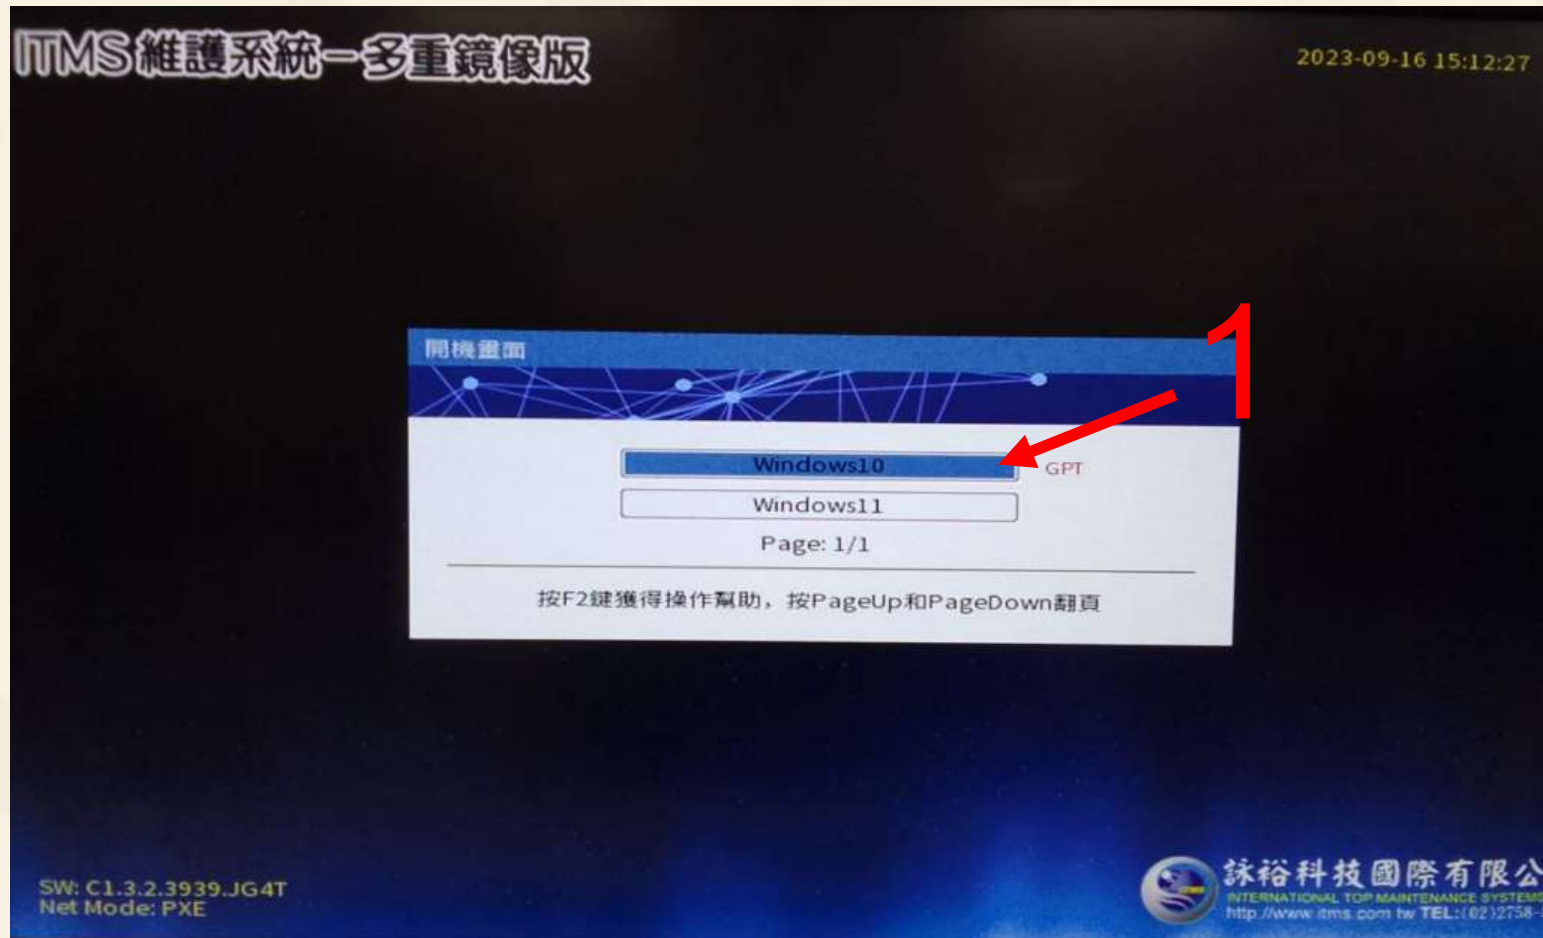 ITMS 維護系統－多重鏡像版
2023-09-16 15:12:27
1
開機畫面
Windows10
GPT
Windows11
Page: 1/1
按F2鍵獲得操作幫助，按PageUp和PageDown翻頁
SW: C1.3.2.3939.JG4T
Net Mode: PXE
詠裕科技國際有限公
INTERNATIONAL TOP MAINTENANCE SYSTEMS
http://www.itms.com.tw TEL:(02)2758-